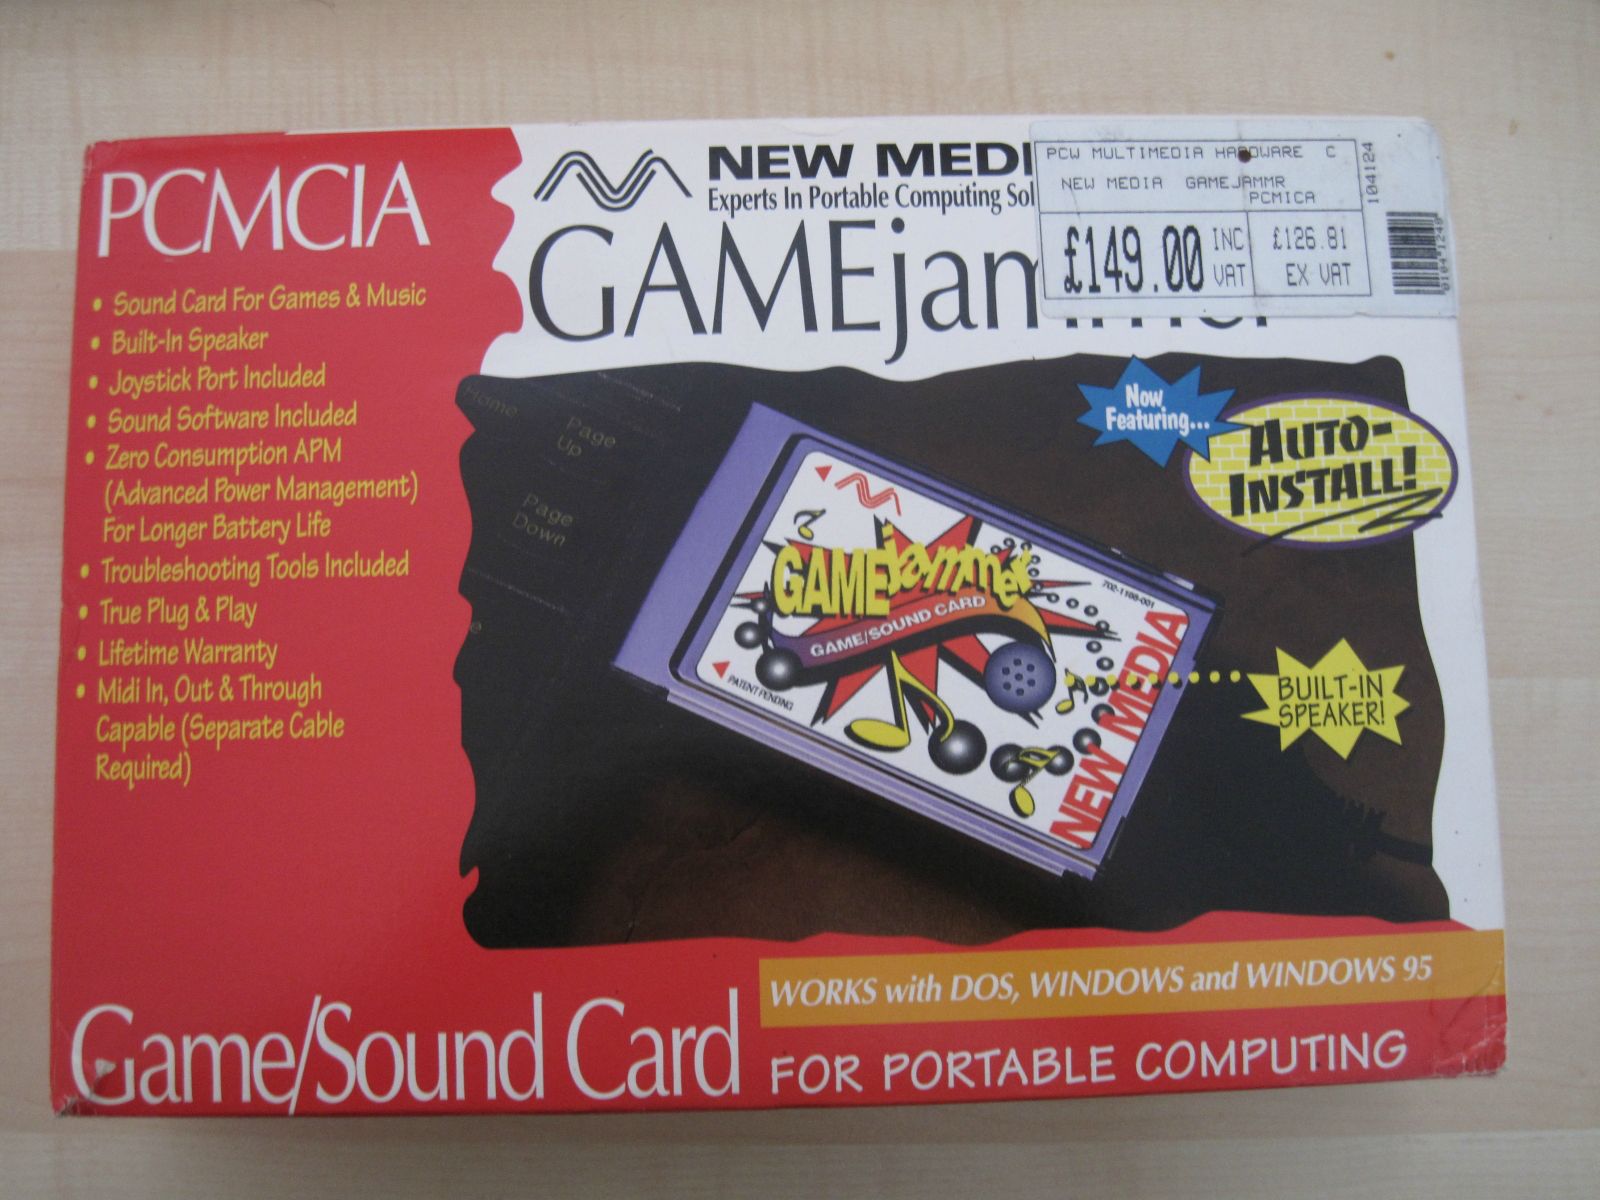 PCMCIA
• Sound Card For Games & Music
• Built-In Speaker
• Joystick Port Included
• Sound Software Included
• Zero Consumption APM
(Advanced Power Management)
For Longer Battery Life
• Troubleshooting Tools Included
• True Plug & Play
• Lifetime Warranty
• Midi In, Out & Through
Capable (Separate Cable
Required)
NEW MEDI
Experts In Portable Computing Sol
GAMEjammer
PCW MULTIMEDIA HARDWARE C
NEW MEDIA GAMEJAMMR
PCMICA
£149.00 INC VAT
£126.81
EX VAT
104124
Home
Page
Up
Page
Down
Now
Featuring...
AUTO-
INSTALL!
GAMEjammer
GAME/SOUND CARD
702-1108-001
PATENT PENDING
NEW MEDIA
BUILT-IN
SPEAKER!
WORKS with DOS, WINDOWS and WINDOWS 95
Game/Sound Card FOR PORTABLE COMPUTING